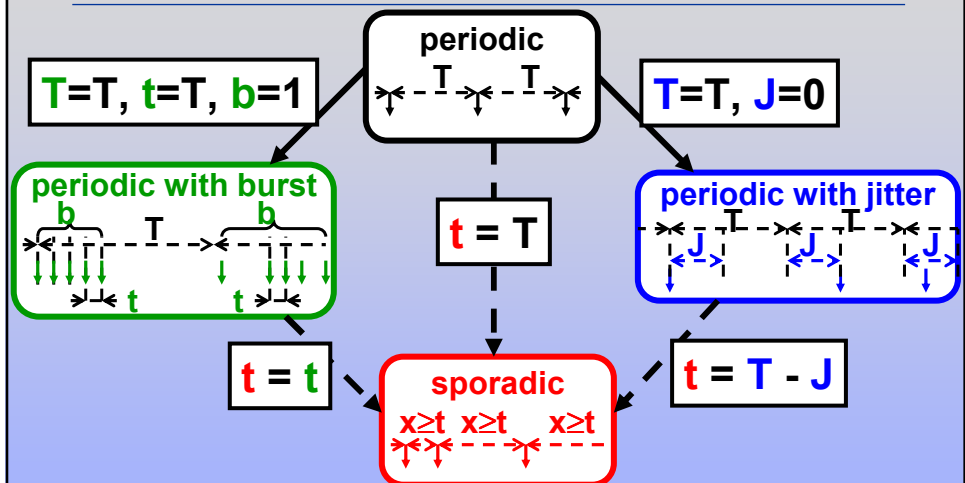 periodic
T T
T=T, t=T, b=1
T=T, J=0
periodic with burst
b b
T
t t
t = T
periodic with jitter
T T
J J J
t = t
t = T - J
sporadic
x≥t x≥t x≥t